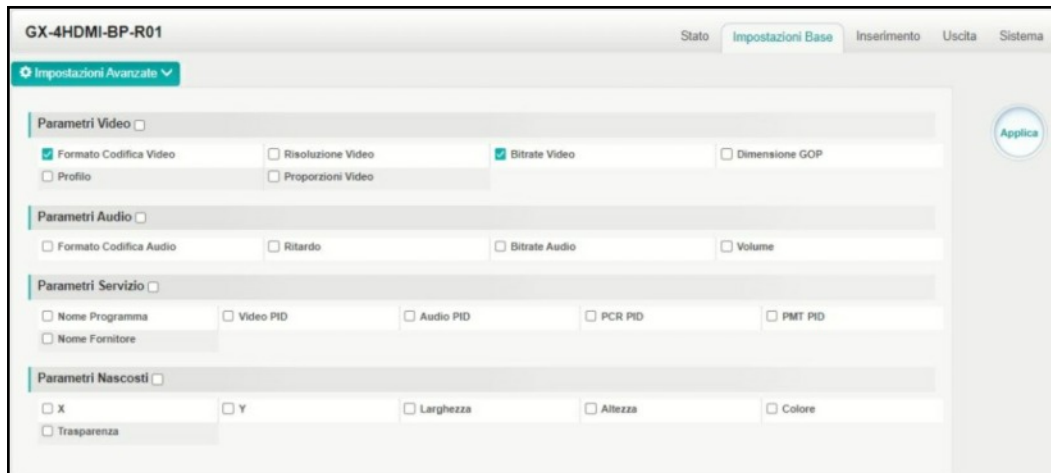 GX-4HDMI-BP-R01
Stato Impostazioni Base Inserimento Uscita Sistema
Impostazioni Avanzate
Applica
Parametri Video
Formato Codifica Video Risoluzione Video Bitrate Video Dimensione GOP
Profilo Proporzioni Video
Parametri Audio
Formato Codifica Audio Ritardo Bitrate Audio Volume
Parametri Servizio
Nome Programma Video PID Audio PID PCR PID PMT PID
Nome Fornitore
Parametri Nascosti
X Y Larghezza Altezza Colore
Trasparenza